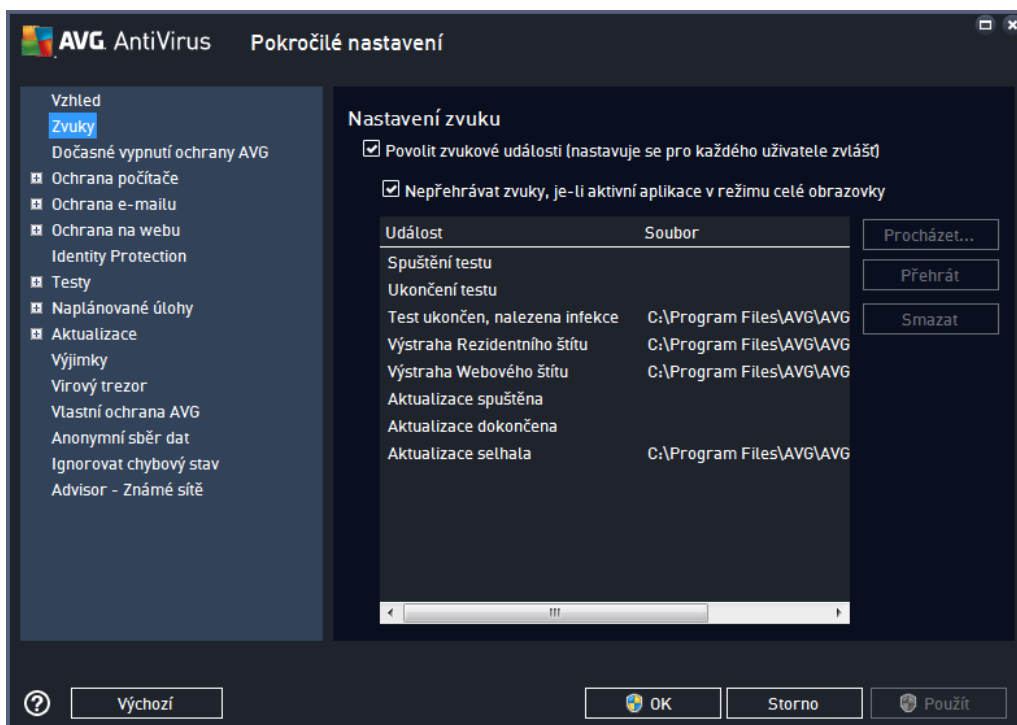 AVG. AntiVirus Pokročilé nastavení
Vzhled
Zvuky
Dočasné vypnutí ochrany AVG
Ochrana počítače
Ochrana e-mailu
Ochrana na webu
Identity Protection
Testy
Naplánované úlohy
Aktualizace
Výjimky
Virový trezor
Vlastní ochrana AVG
Anonymní sběr dat
Ignorovat chybový stav
Advisor - Známé sítě
Nastavení zvuku
Povolit zvukové události (nastavuje se pro každého uživatele zvlášť)
Nepřehrávat zvuky, je-li aktivní aplikace v režimu celé obrazovky
Událost Soubor
Spuštění testu
Ukončení testu
Test ukončen, nalezena infekce C:\Program Files\AVG\AVG
Výstraha Rezidentního štítu C:\Program Files\AVG\AVG
Výstraha Webového štítu C:\Program Files\AVG\AVG
Aktualizace spuštěna
Aktualizace dokončena
Aktualizace selhala C:\Program Files\AVG\AVG
Procházet...
Přehrát
Smazat
Výchozí OK Storno Použít